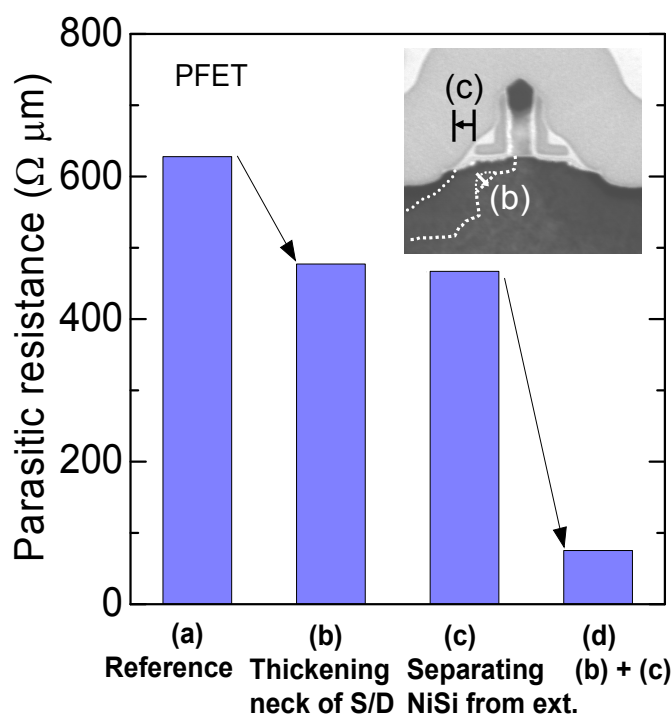 800
600
400
200
0
Parasitic resistance (Ω μm)
PFET
(c)
(b)
(a)
Reference
(b)
Thickening
neck of S/D
(c)
Separating
NiSi from ext.
(d)
(b) + (c)